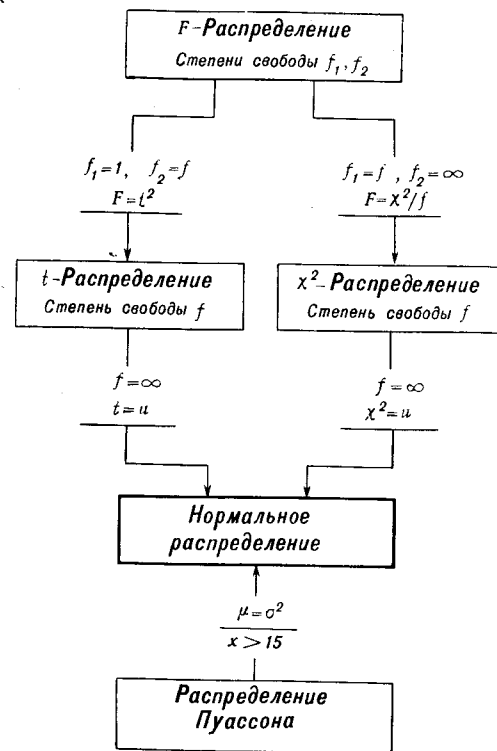 F-Распределение
Степени свободы f₁, f₂
f₁=1, f₂=f
F=t²
f₁=f, f₂=∞
F=χ²/f
t-Распределение
Степень свободы f
χ²-Распределение
Степень свободы f
f=∞
t=u
f=∞
χ²=u
Нормальное
распределение
μ=σ²
x>15
Распределение
Пуассона